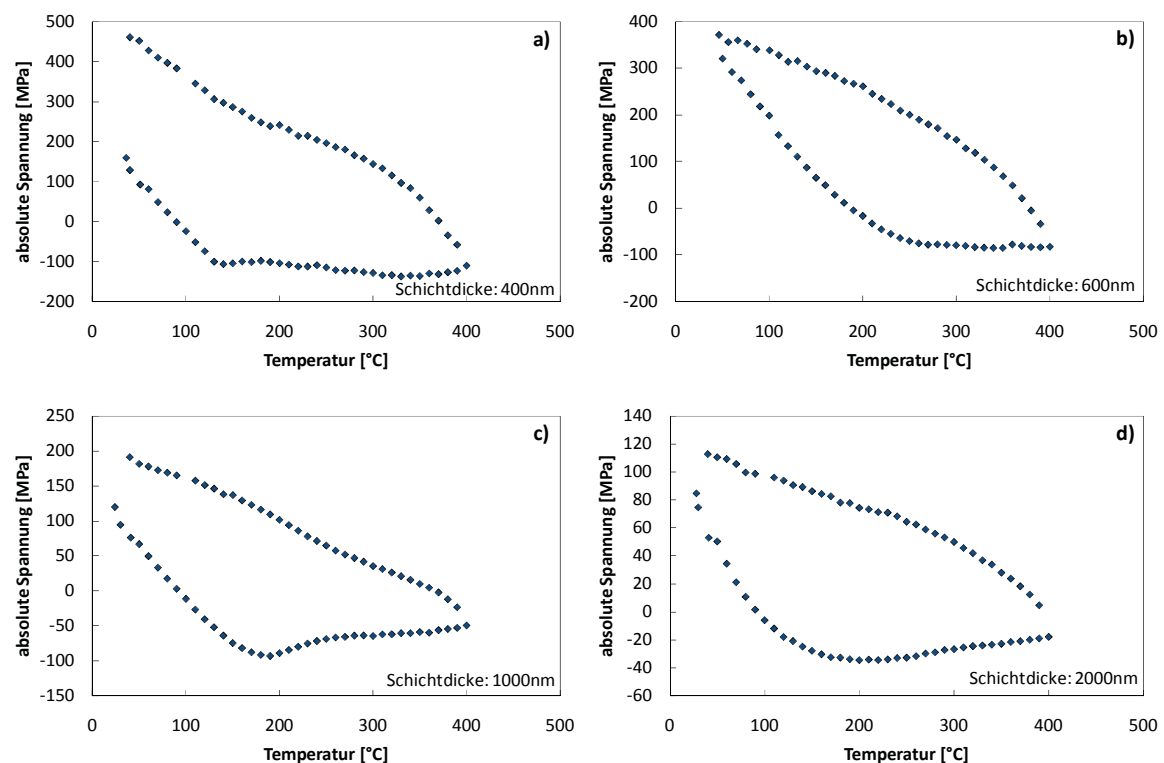 a)
500
400
300
200
100
0
-100
-200
absolute Spannung [MPa]
Schichtdicke: 400nm
0 100 200 300 400 500
Temperatur [°C]
b)
400
300
200
100
0
-100
-200
absolute Spannung [MPa]
Schichtdicke: 600nm
0 100 200 300 400 500
Temperatur [°C]
c)
250
200
150
100
50
0
-50
-100
-150
absolute Spannung [MPa]
Schichtdicke: 1000nm
0 100 200 300 400 500
Temperatur [°C]
d)
140
120
100
80
60
40
20
0
-20
-40
-60
absolute Spannung [MPa]
Schichtdicke: 2000nm
0 100 200 300 400 500
Temperatur [°C]